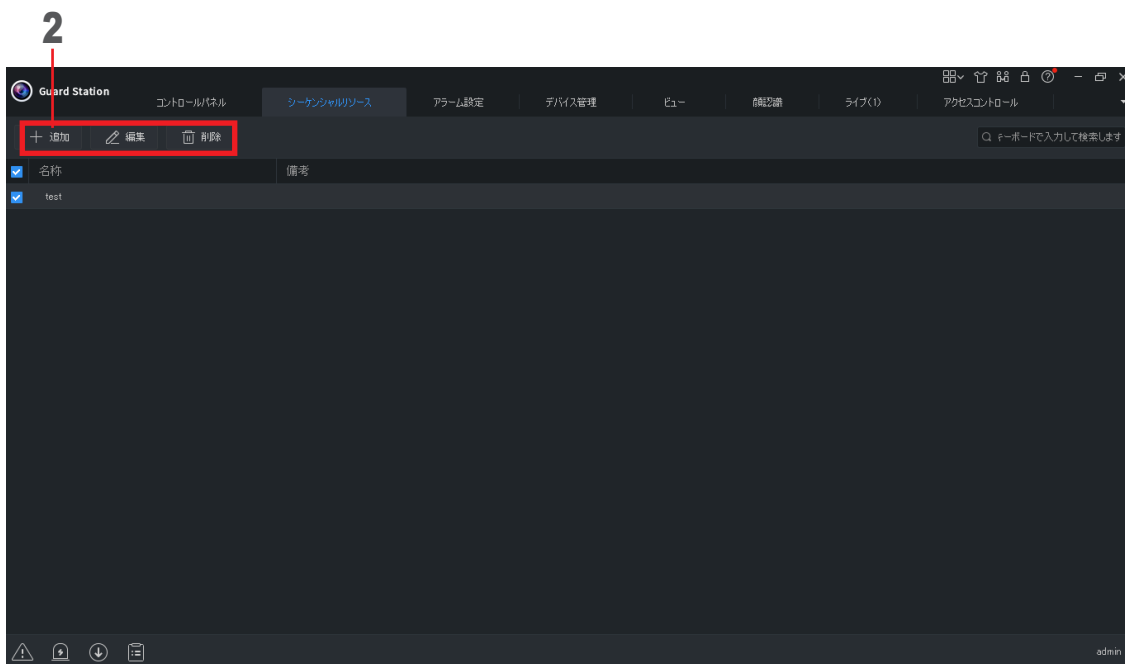 2
Guard Station
コントロールパネル シーケンシャルリソース アラーム設定 デバイス管理 ビュー 顔認識 ライブ(1) アクセスコントロール
追加 編集 削除 キーボードで入力して検索します
名称 備考
test
admin